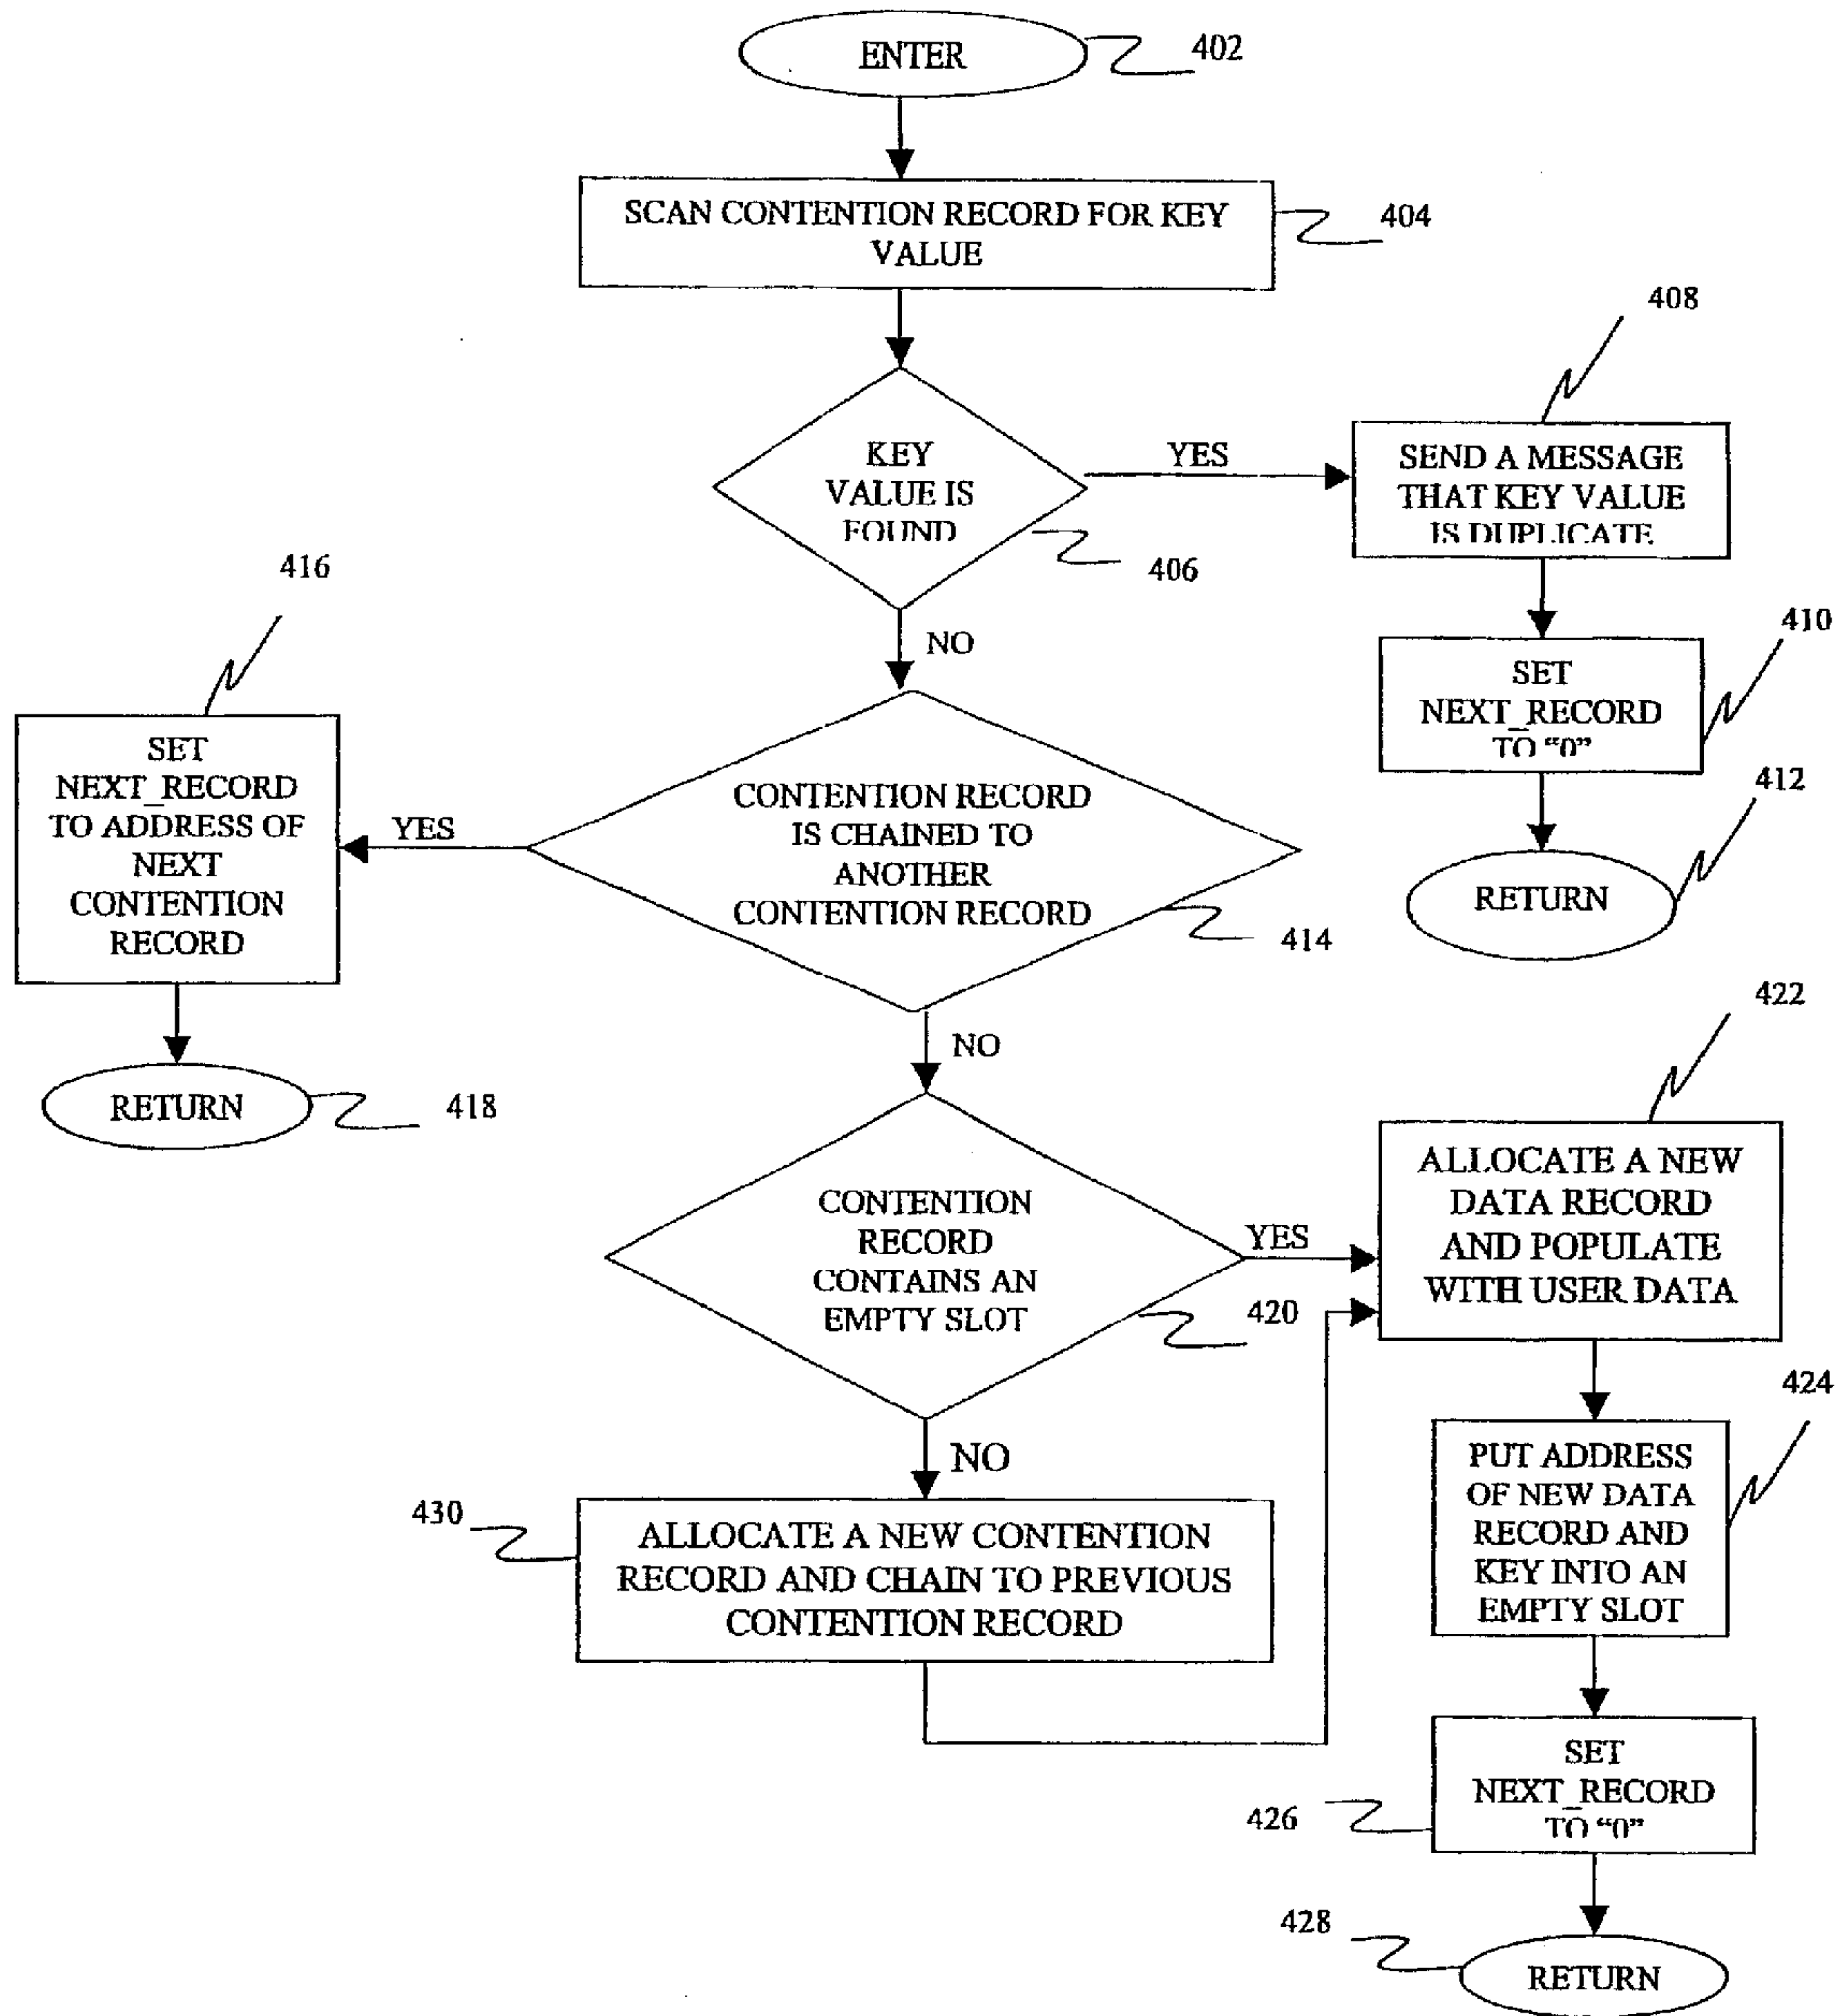 ENTER
402
SCAN CONTENTION RECORD FOR KEY
VALUE
404
KEY
VALUE IS
FOUND
406
YES
408
SEND A MESSAGE
THAT KEY VALUE
IS DUPLICATE
410
SET
NEXT_RECORD
TO "0"
412
RETURN
NO
CONTENTION RECORD
IS CHAINED TO
ANOTHER
CONTENTION RECORD
414
YES
416
SET
NEXT_RECORD
TO ADDRESS OF
NEXT
CONTENTION
RECORD
RETURN
418
NO
CONTENTION
RECORD
CONTAINS AN
EMPTY SLOT
420
YES
422
ALLOCATE A NEW
DATA RECORD
AND POPULATE
WITH USER DATA
424
PUT ADDRESS
OF NEW DATA
RECORD AND
KEY INTO AN
EMPTY SLOT
NO
430
ALLOCATE A NEW CONTENTION
RECORD AND CHAIN TO PREVIOUS
CONTENTION RECORD
SET
NEXT_RECORD
TO "0"
426
428
RETURN